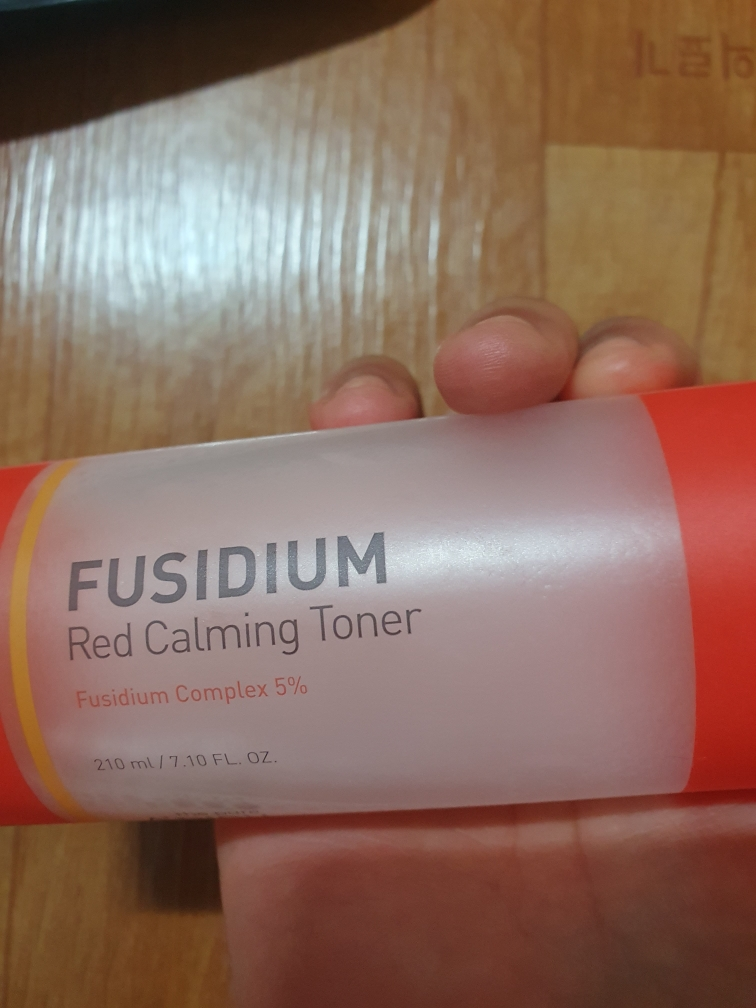 FUSIDIUM
Red Calming Toner
Fusidium Complex 5%
210 ml / 7.10 FL. OZ.